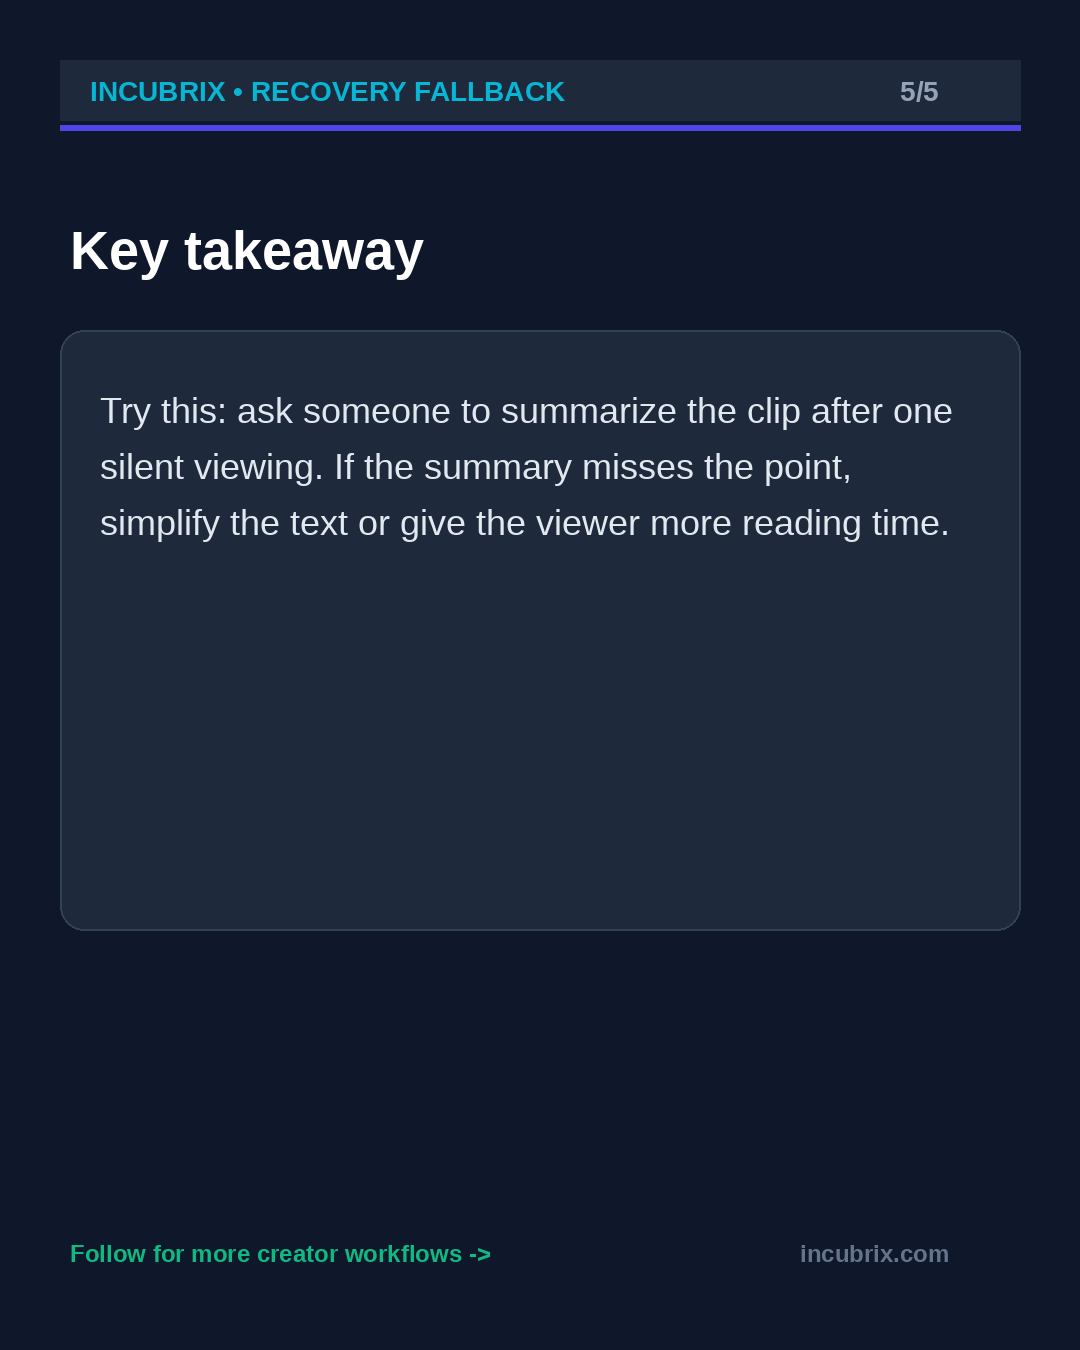 INCUBRIX • RECOVERY FALLBACK 5/5
Key takeaway
Try this: ask someone to summarize the clip after one
silent viewing. If the summary misses the point,
simplify the text or give the viewer more reading time.
Follow for more creator workflows -> incubrix.com